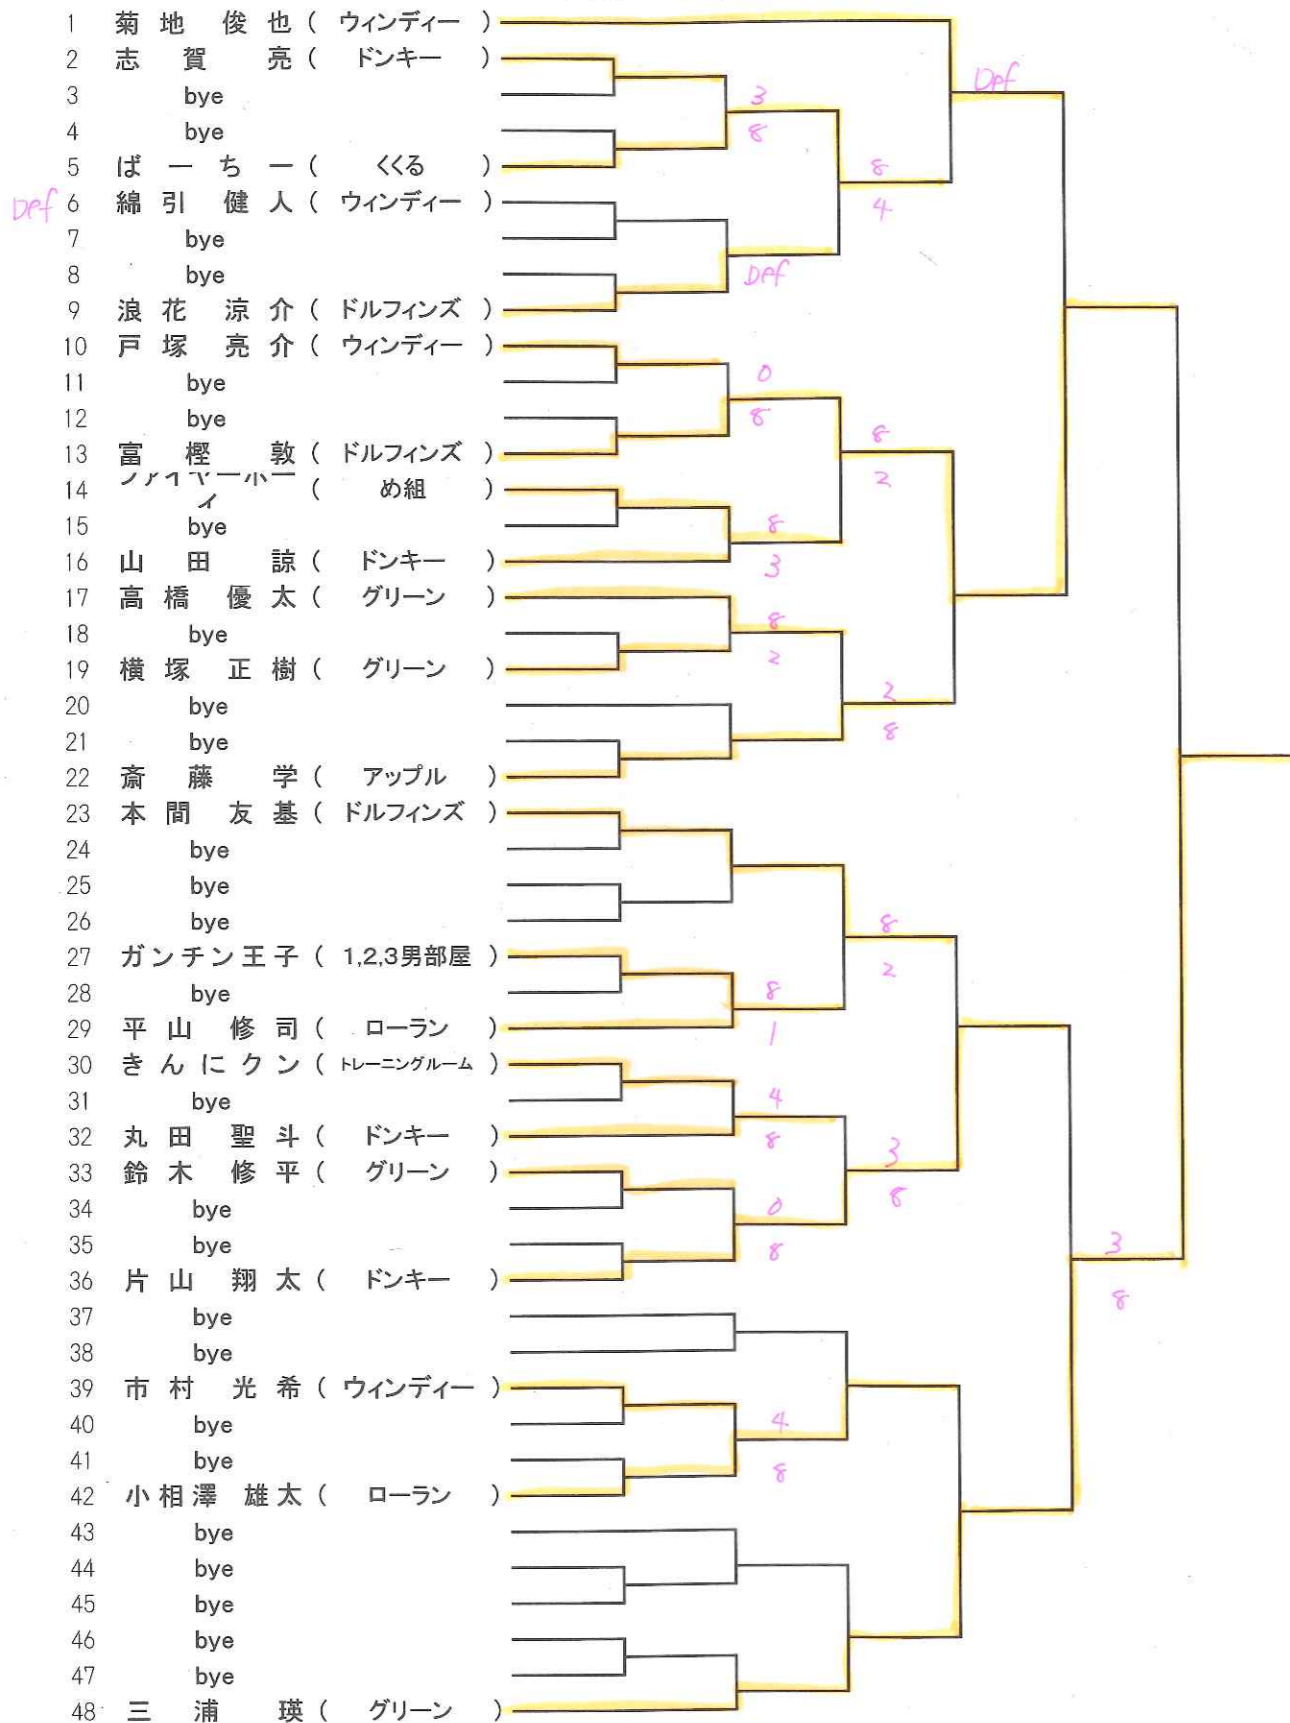 1 菊地 俊也 ( ウィンディー )
2 志賀 亮 ( ドンキー )
3 bye
3
4 bye
8
5 ばーちー ( くくる )
8
Def 6 綿引 健人 ( ウィンディー )
4
7 bye
8 bye
Def
9 浪花 涼介 ( ドルフィンズ )
10 戸塚 亮介 ( ウィンディー )
11 bye
0
12 bye
8
13 富樫 敦 ( ドルフィンズ )
8
14 ファイヤーボーイ ( め組 )
2
15 bye
8
16 山田 諒 ( ドンキー )
3
17 高橋 優太 ( グリーン )
8
18 bye
2
19 横塚 正樹 ( グリーン )
20 bye
2
21 bye
8
22 斎藤 学 ( アップル )
23 本間 友基 ( ドルフィンズ )
24 bye
25 bye
26 bye
8
27 ガンチン王子 ( 1,2,3男部屋 )
2
28 bye
8
29 平山 修司 ( ローラン )
1
30 きんにクン ( トレーニングルーム )
31 bye
4
32 丸田 聖斗 ( ドンキー )
8
33 鈴木 修平 ( グリーン )
3
8
34 bye
0
35 bye
8
3
36 片山 翔太 ( ドンキー )
8
37 bye
38 bye
39 市村 光希 ( ウィンディー )
40 bye
4
41 bye
8
42 小相澤 雄太 ( ローラン )
43 bye
44 bye
45 bye
46 bye
47 bye
48 三浦 瑛 ( グリーン )
Def